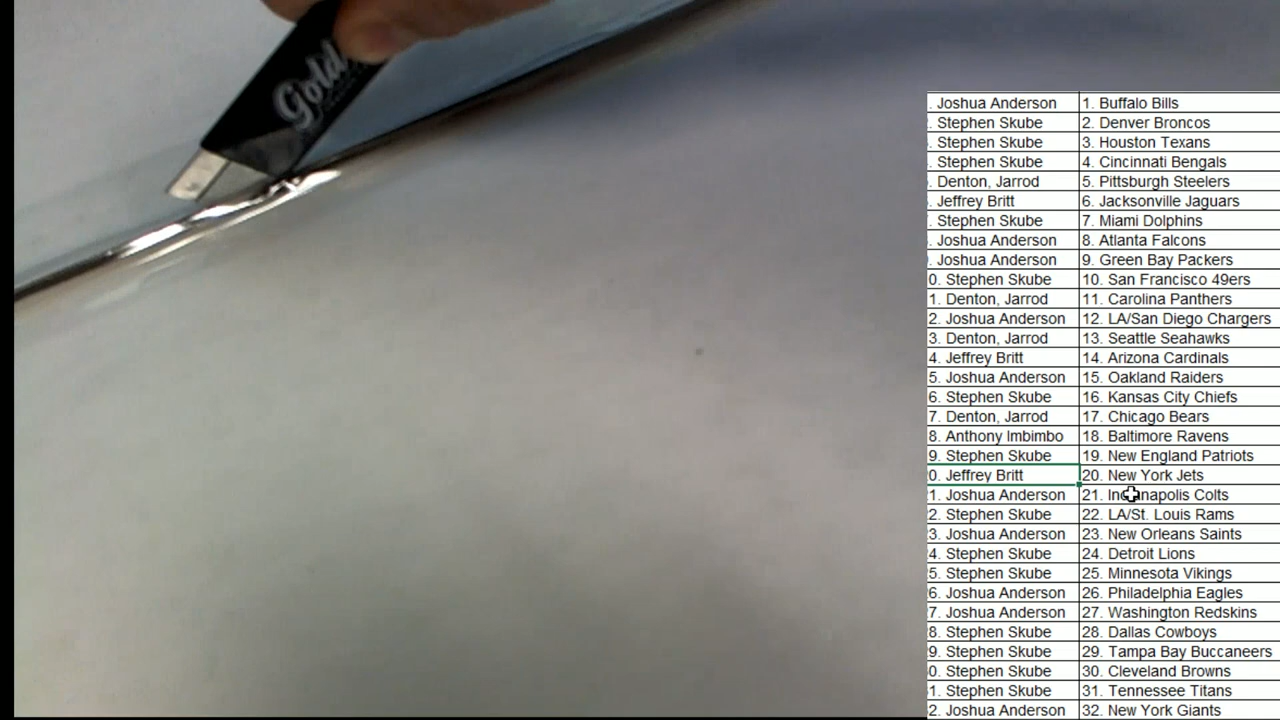 Gold
. Joshua Anderson 1. Buffalo Bills
. Stephen Skube 2. Denver Broncos
. Stephen Skube 3. Houston Texans
. Stephen Skube 4. Cincinnati Bengals
. Denton, Jarrod 5. Pittsburgh Steelers
. Jeffrey Britt 6. Jacksonville Jaguars
. Stephen Skube 7. Miami Dolphins
. Joshua Anderson 8. Atlanta Falcons
. Joshua Anderson 9. Green Bay Packers
0. Stephen Skube 10. San Francisco 49ers
1. Denton, Jarrod 11. Carolina Panthers
2. Joshua Anderson 12. LA/San Diego Chargers
3. Denton, Jarrod 13. Seattle Seahawks
4. Jeffrey Britt 14. Arizona Cardinals
5. Joshua Anderson 15. Oakland Raiders
6. Stephen Skube 16. Kansas City Chiefs
7. Denton, Jarrod 17. Chicago Bears
8. Anthony Imbimbo 18. Baltimore Ravens
9. Stephen Skube 19. New England Patriots
0. Jeffrey Britt 20. New York Jets
1. Joshua Anderson 21. Indianapolis Colts
2. Stephen Skube 22. LA/St. Louis Rams
3. Joshua Anderson 23. New Orleans Saints
4. Stephen Skube 24. Detroit Lions
5. Stephen Skube 25. Minnesota Vikings
6. Joshua Anderson 26. Philadelphia Eagles
7. Joshua Anderson 27. Washington Redskins
8. Stephen Skube 28. Dallas Cowboys
9. Stephen Skube 29. Tampa Bay Buccaneers
0. Stephen Skube 30. Cleveland Browns
1. Stephen Skube 31. Tennessee Titans
2. Joshua Anderson 32. New York Giants